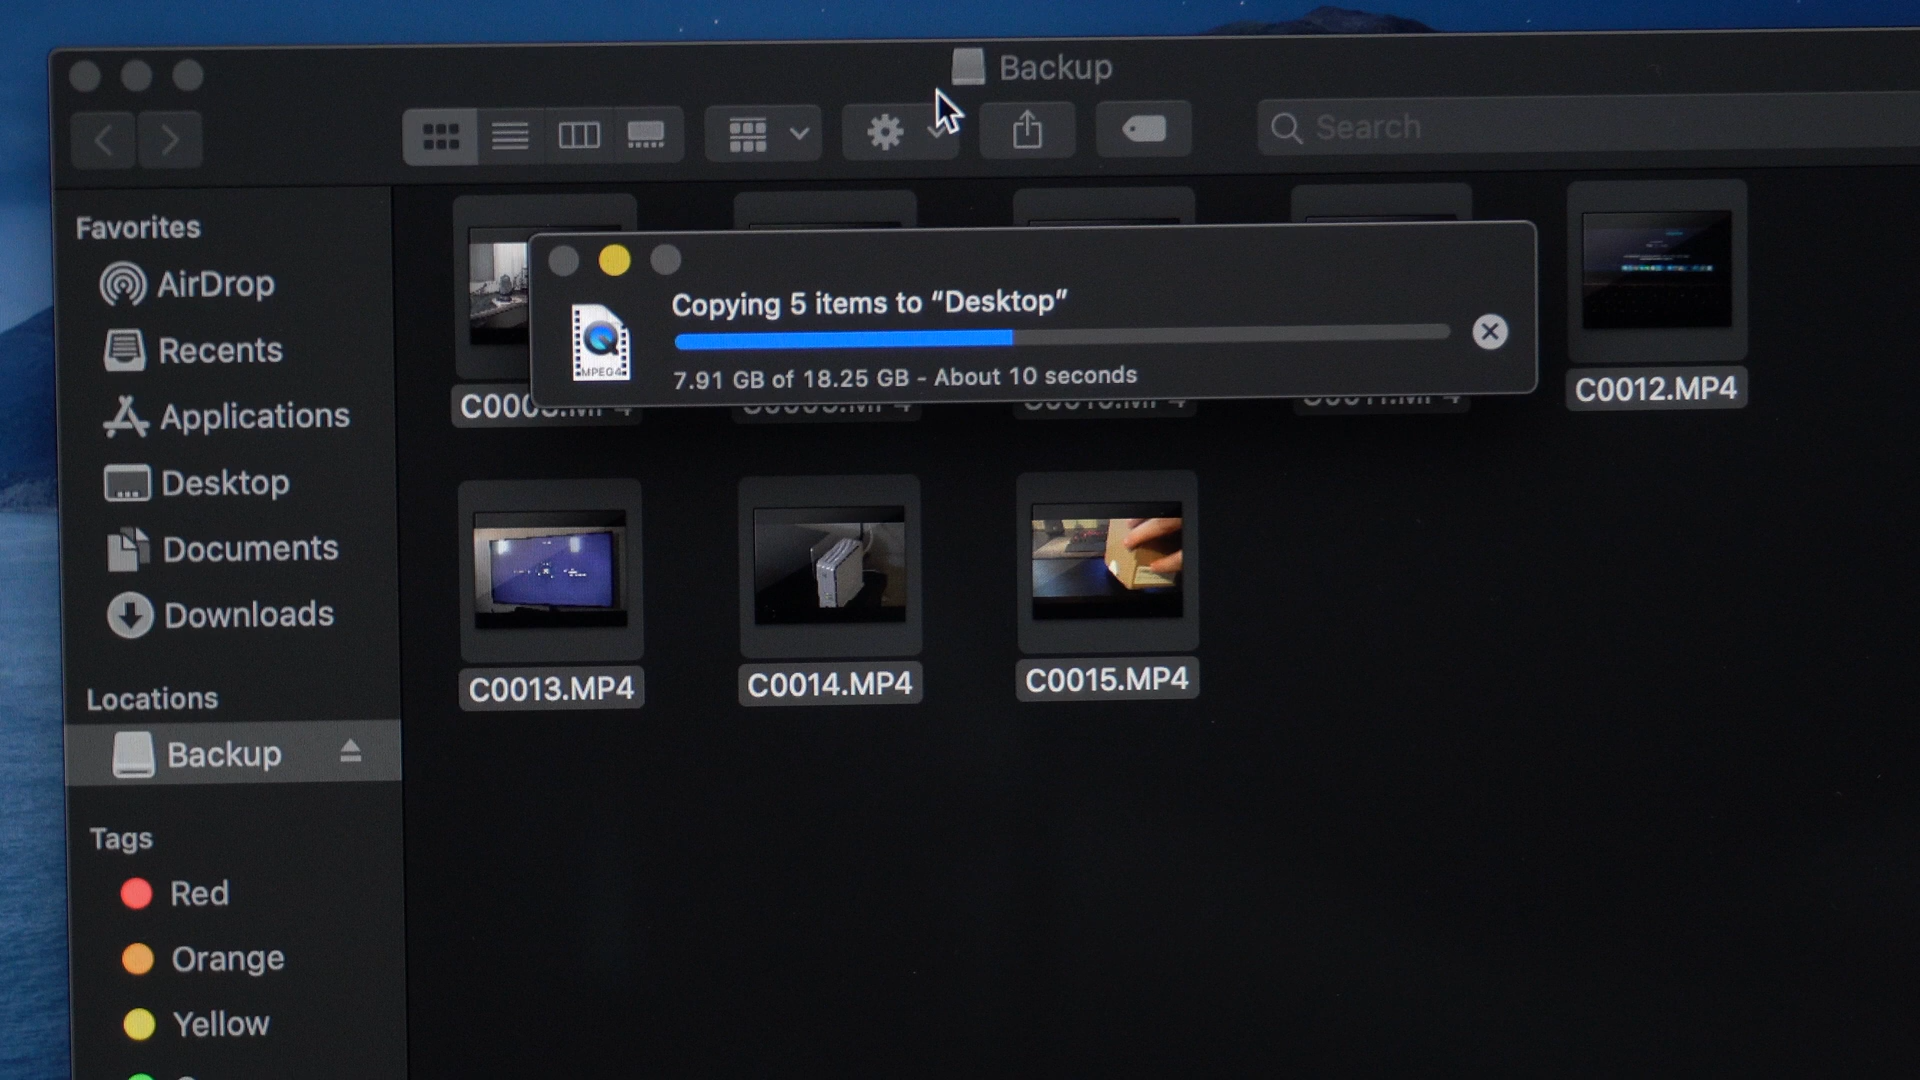 Backup
Search
Favorites
AirDrop
Recents
Applications
Desktop
Documents
Downloads
Locations
Backup
Tags
Red
Orange
Yellow
Copying 5 items to “Desktop”
7.91 GB of 18.25 GB - About 10 seconds
MPEG4
C0012.MP4
C0013.MP4
C0014.MP4
C0015.MP4